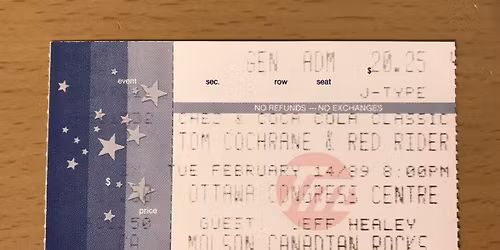 GEN ADM $20.25
event sec. row seat
J-TYPE
NO REFUNDS — NO EXCHANGES
& COCA COLA CLASSIC
TOM COCHRANE & RED RIDER
TUE FEBRUARY 14/89 8:00PM
OTTAWA CONGRESS CENTRE
$
price
GUEST JEFF HEALEY
50
MOLSON CANADIAN ROCKS
A